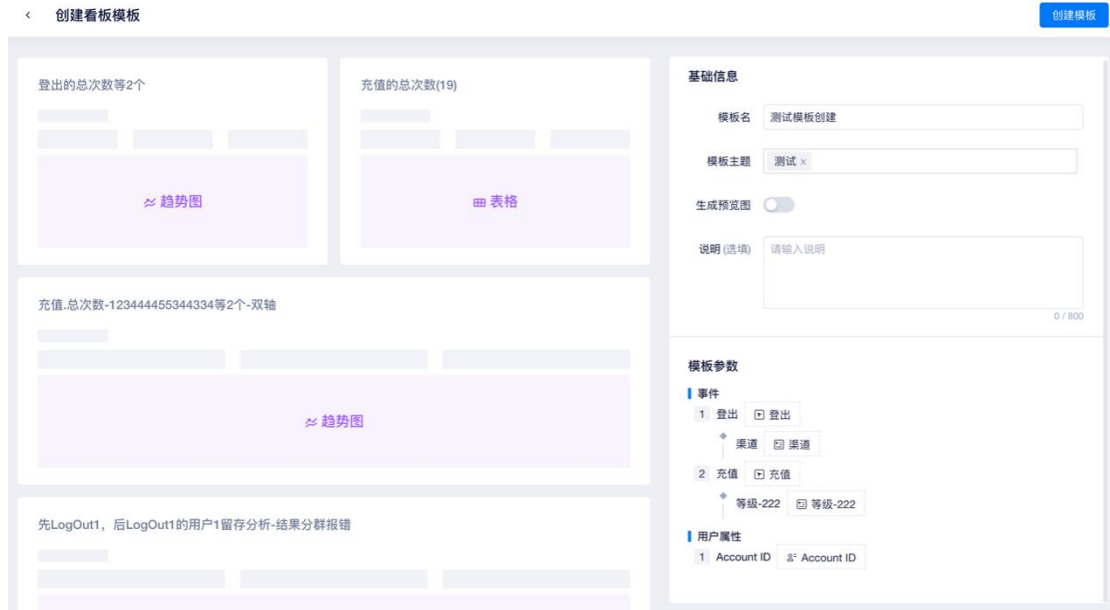 创建看板模板
创建模板
登出的总次数等2个
趋势图
充值的总次数(19)
表格
充值.总次数-123444455344334等2个-双轴
趋势图
先LogOut1，后LogOut1的用户1留存分析-结果分群报错
基础信息
模板名 测试模板创建
模板主题 测试 ×
生成预览图
说明 (选填) 请输入说明
0 / 800
模板参数
事件
1 登出 登出
渠道 渠道
2 充值 充值
等级-222 等级-222
用户属性
1 Account ID Account ID